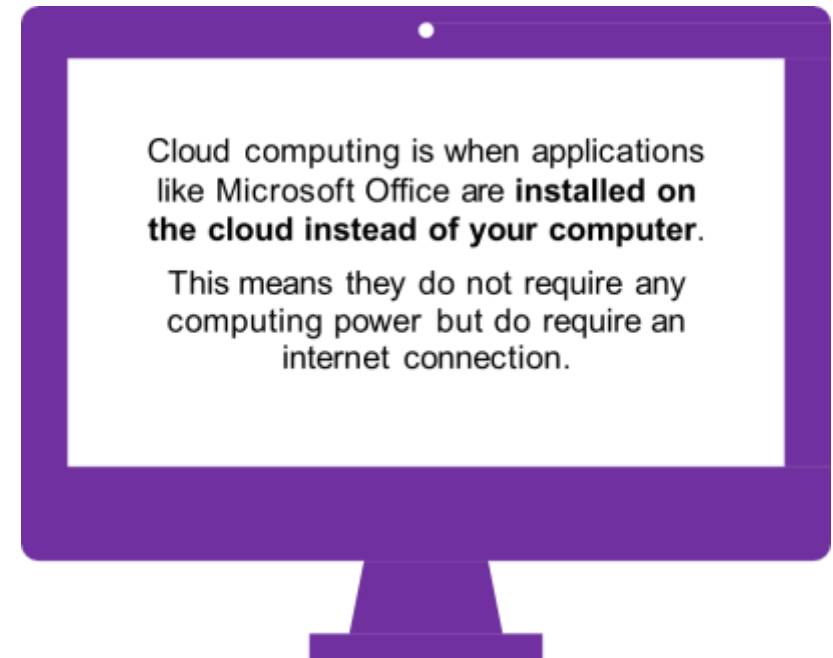 Cloud computing is when applications
like Microsoft Office are installed on
the cloud instead of your computer.
This means they do not require any
computing power but do require an
internet connection.